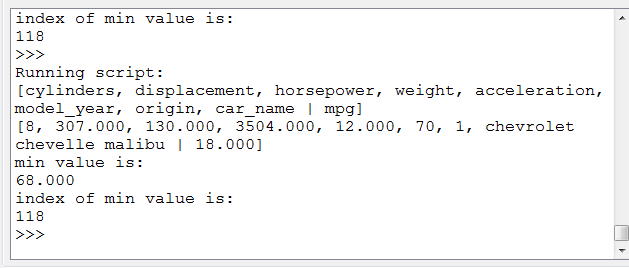 index of min value is:
118
>>>
Running script:
[cylinders, displacement, horsepower, weight, acceleration,
model_year, origin, car_name | mpg]
[8, 307.000, 130.000, 3504.000, 12.000, 70, 1, chevrolet
chevelle malibu | 18.000]
min value is:
68.000
index of min value is:
118
>>>